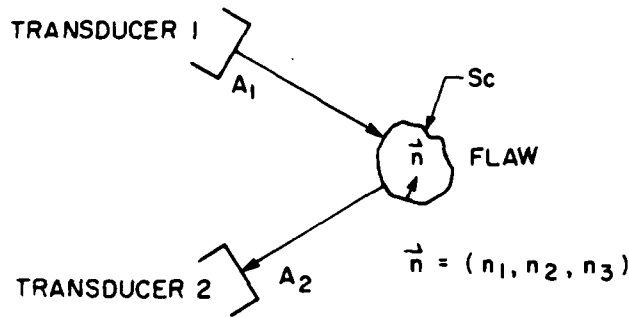 TRANSDUCER 1
A1
Sc
n⃗
FLAW
n⃗ = (n1, n2, n3)
A2
TRANSDUCER 2